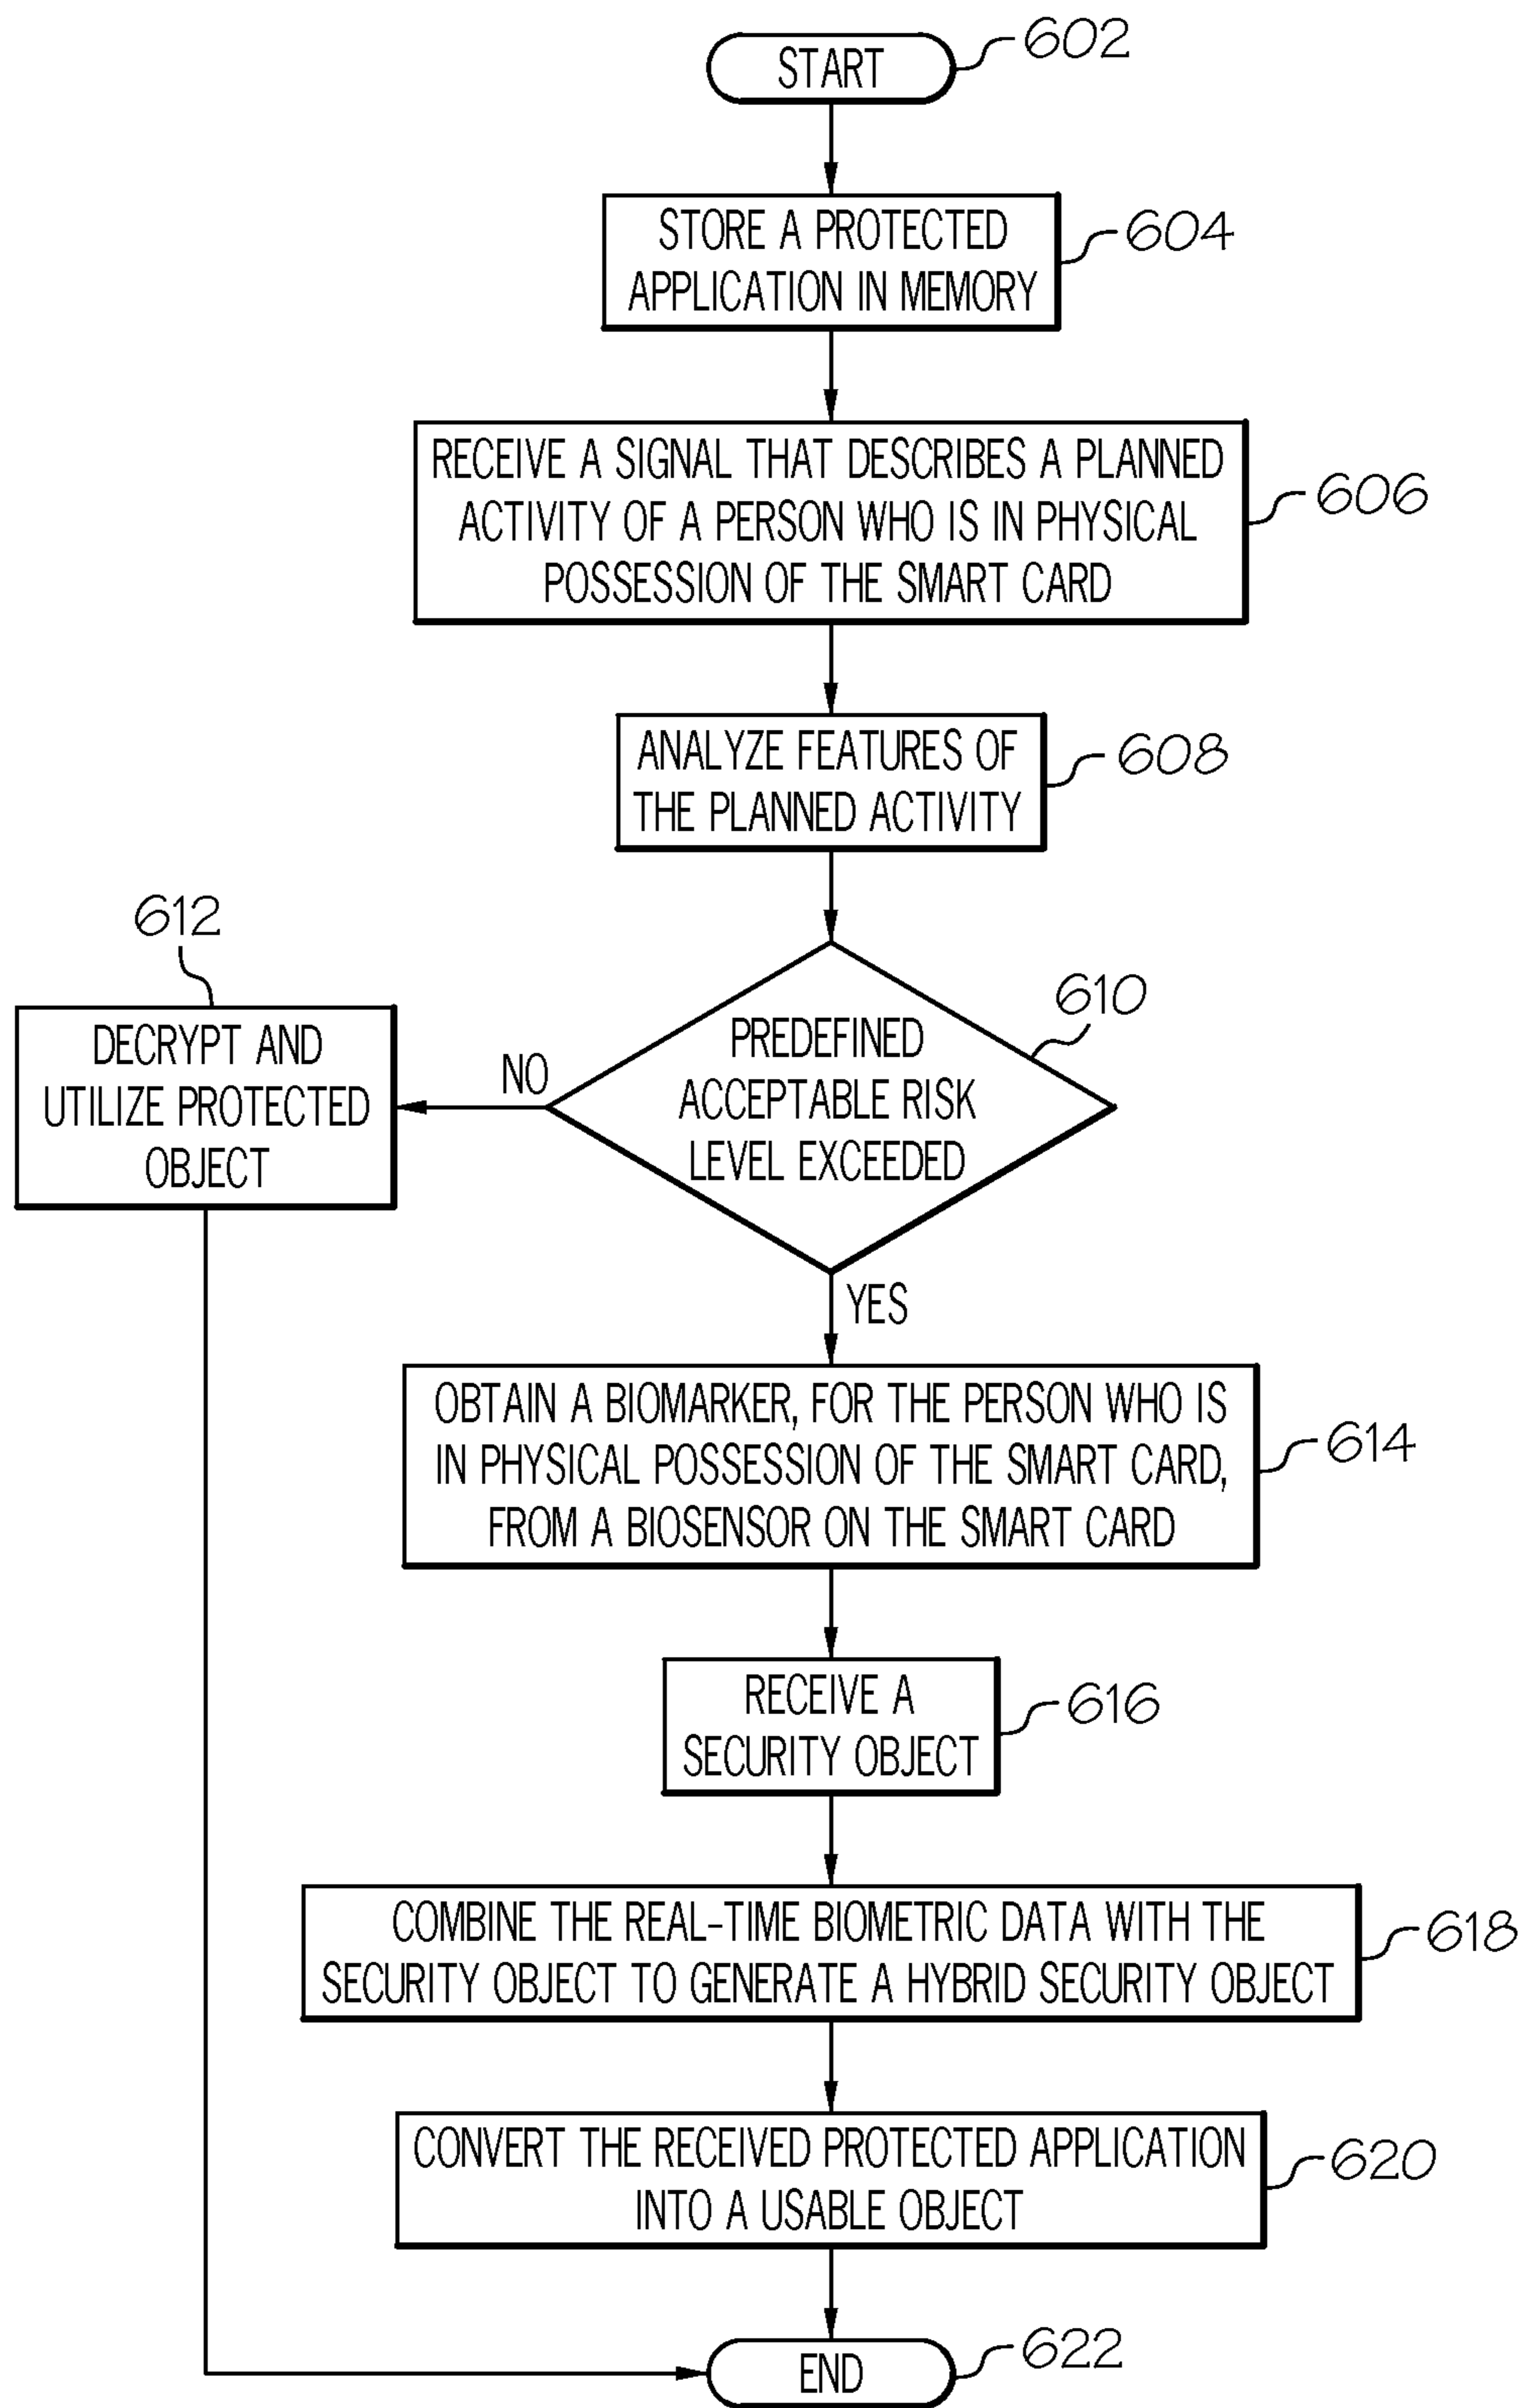 START
602
STORE A PROTECTED
APPLICATION IN MEMORY
604
RECEIVE A SIGNAL THAT DESCRIBES A PLANNED
ACTIVITY OF A PERSON WHO IS IN PHYSICAL
POSSESSION OF THE SMART CARD
606
ANALYZE FEATURES OF
THE PLANNED ACTIVITY
608
PREDEFINED
ACCEPTABLE RISK
LEVEL EXCEEDED
610
NO
612
DECRYPT AND
UTILIZE PROTECTED
OBJECT
YES
OBTAIN A BIOMARKER, FOR THE PERSON WHO IS
IN PHYSICAL POSSESSION OF THE SMART CARD,
FROM A BIOSENSOR ON THE SMART CARD
614
RECEIVE A
SECURITY OBJECT
616
COMBINE THE REAL-TIME BIOMETRIC DATA WITH THE
SECURITY OBJECT TO GENERATE A HYBRID SECURITY OBJECT
618
CONVERT THE RECEIVED PROTECTED APPLICATION
INTO A USABLE OBJECT
620
END
622